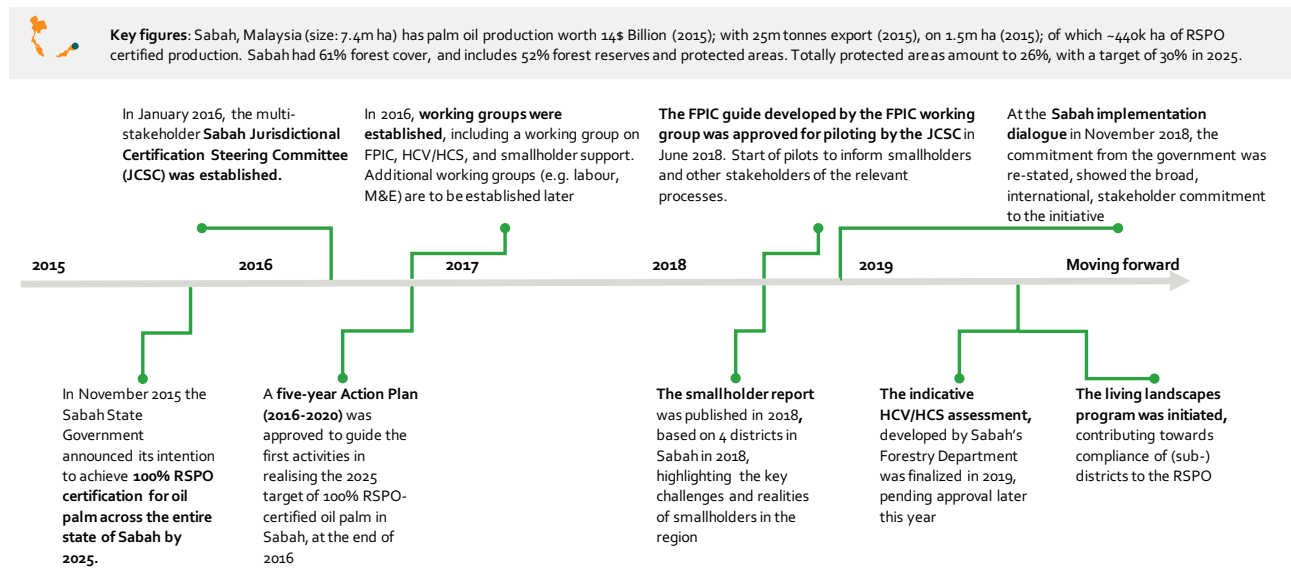 Key figures: Sabah, Malaysia (size: 7.4m ha) has palm oil production worth 14$ Billion (2015); with 25m tonnes export (2015), on 1.5m ha (2015); of which ~440k ha of RSPO
certified production. Sabah had 61% forest cover, and includes 52% forest reserves and protected areas. Totally protected areas amount to 26%, with a target of 30% in 2025.
In January 2016, the multi-
stakeholder Sabah Jurisdictional
Certification Steering Committee
(JCSC) was established.
In 2016, working groups were
established, including a working group on
FPIC, HCV/HCS, and smallholder support.
Additional working groups (e.g. labour,
M&E) are to be established later
The FPIC guide developed by the FPIC working
group was approved for piloting by the JCSC in
June 2018. Start of pilots to inform smallholders
and other stakeholders of the relevant
processes.
At the Sabah implementation
dialogue in November 2018, the
commitment from the government was
re-stated, showed the broad,
international, stakeholder commitment
to the initiative
2015
2016
2017
2018
2019
Moving forward
In November 2015 the
Sabah State
Government
announced its intention
to achieve 100% RSPO
certification for oil
palm across the entire
state of Sabah by
2025.
A five-year Action Plan
(2016-2020) was
approved to guide the
first activities in
realising the 2025
target of 100% RSPO-
certified oil palm in
Sabah, at the end of
2016
The smallholder report
was published in 2018,
based on 4 districts in
Sabah in 2018,
highlighting the key
challenges and realities
of smallholders in the
region
The indicative
HCV/HCS assessment,
developed by Sabah's
Forestry Department
was finalized in 2019,
pending approval later
this year
The living landscapes
program was initiated,
contributing towards
compliance of (sub-)
districts to the RSPO